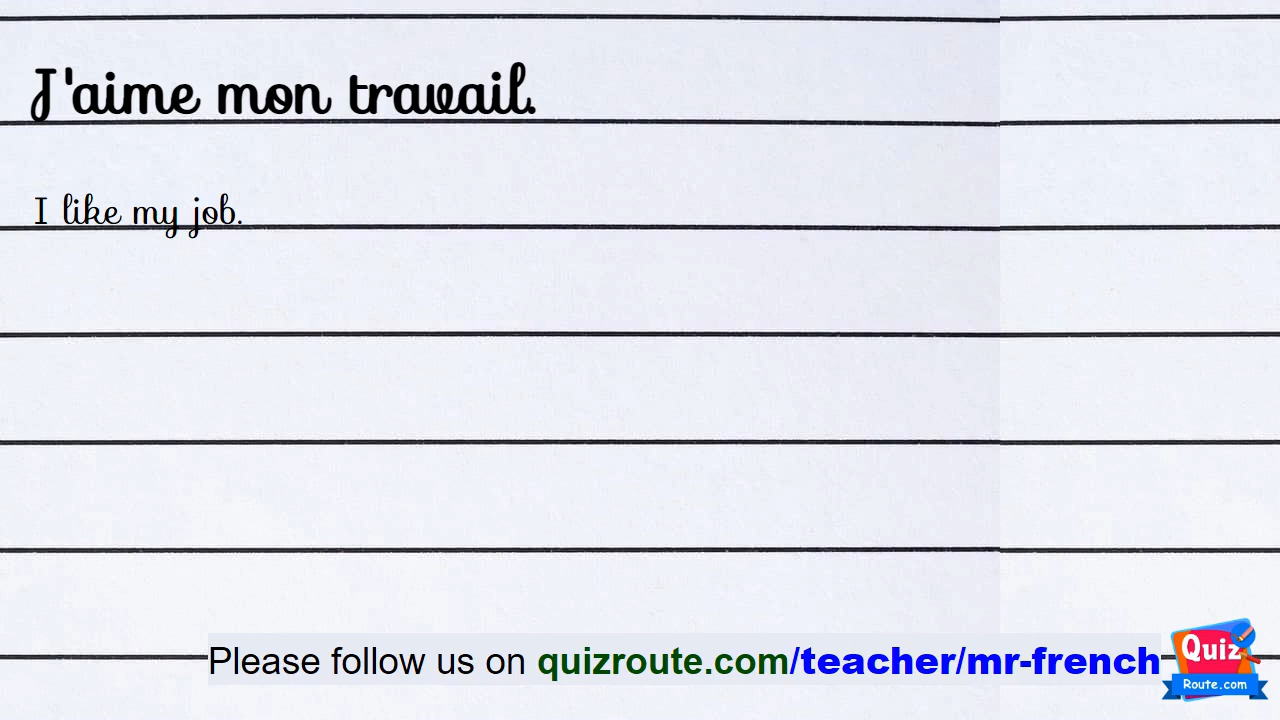 J'aime mon travail.
I like my job.
Please follow us on quizroute.com/teacher/mr-french
Quiz
Route.com